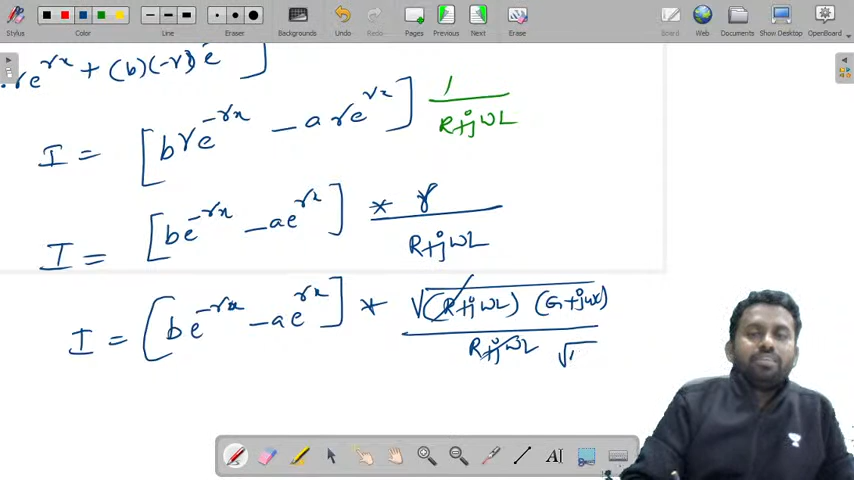 Stylus Color Line Eraser Backgrounds Undo Redo Pages Previous Next Erase Board Web Documents Show Desktop OpenBoard
re^γx + (b)(-γ) e ]
I = [ bγe^-γx - aγe^γx ] 1/(R+jωL)
I = [ be^-γx - ae^γx ] * γ/(R+jωL)
I = [ be^-γx - ae^γx ] * √(R+jωL) (G+jωc)
R+jωL √